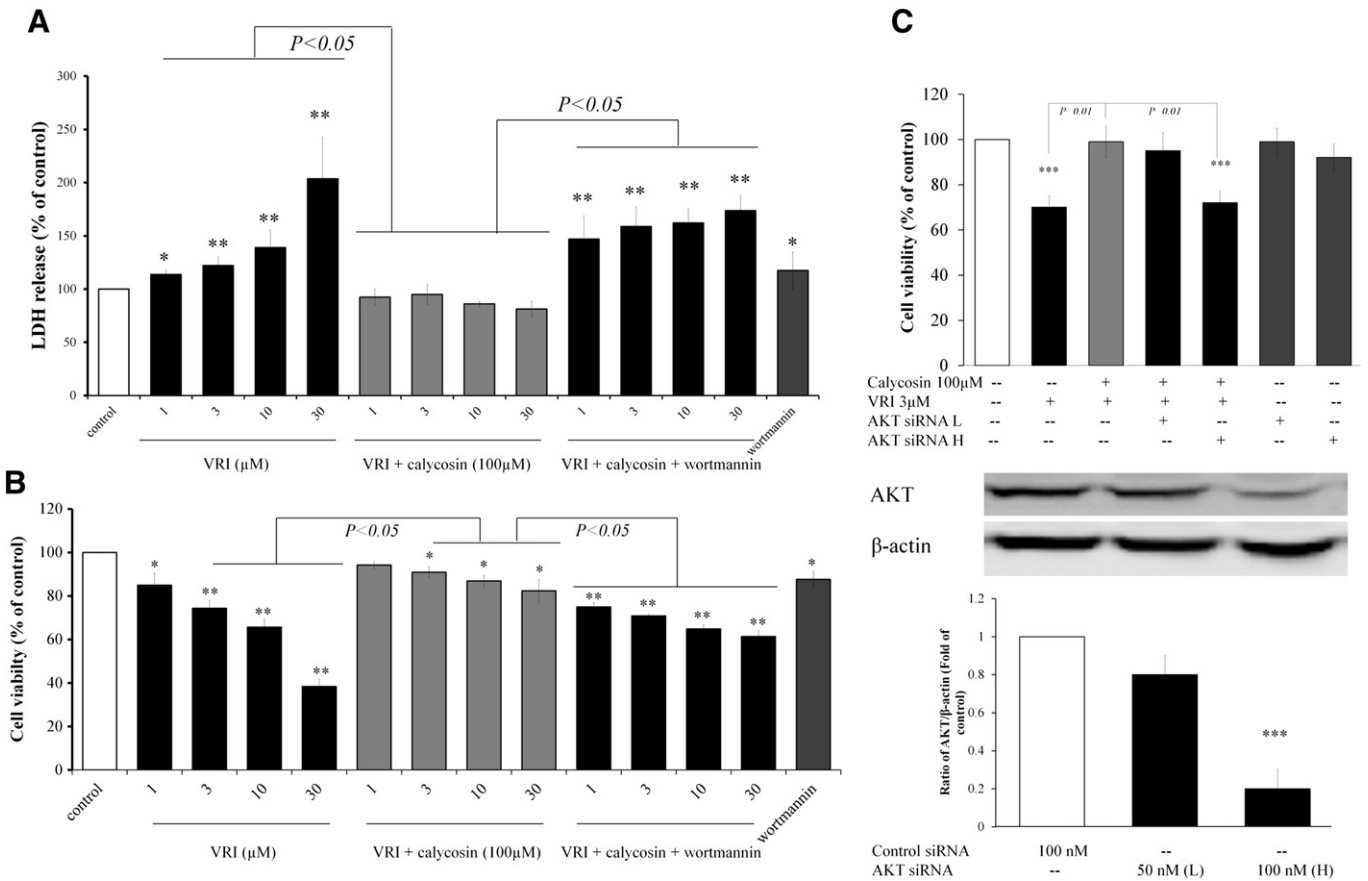 A
P<0.05
P<0.05
LDH release (% of control)
300
250
200
150
100
50
0
* ** ** ** ** ** ** ** *
control 1 3 10 30 1 3 10 30 1 3 10 30 wortmannin
VRI (µM) VRI + calycosin (100µM) VRI + calycosin + wortmannin
B
P<0.05 P<0.05
Cell viabilty (% of control)
120
100
80
60
40
20
0
* ** ** ** * * * ** ** ** ** *
control 1 3 10 30 1 3 10 30 1 3 10 30 wortmannin
VRI (µM) VRI + calycosin (100µM) VRI + calycosin + wortmannin
C
P 0.01 P 0.01
Cell viability (% of control)
120
100
80
60
40
20
0
*** ***
Calycosin 100µM -- -- + + + -- --
VRI 3µM -- + + + + -- --
AKT siRNA L -- -- -- + -- + --
AKT siRNA H -- -- -- -- + -- +
AKT
β-actin
Ratio of AKT/β-actin (Fold of
control)
1.2
1
0.8
0.6
0.4
0.2
0
***
Control siRNA 100 nM -- --
AKT siRNA -- 50 nM (L) 100 nM (H)